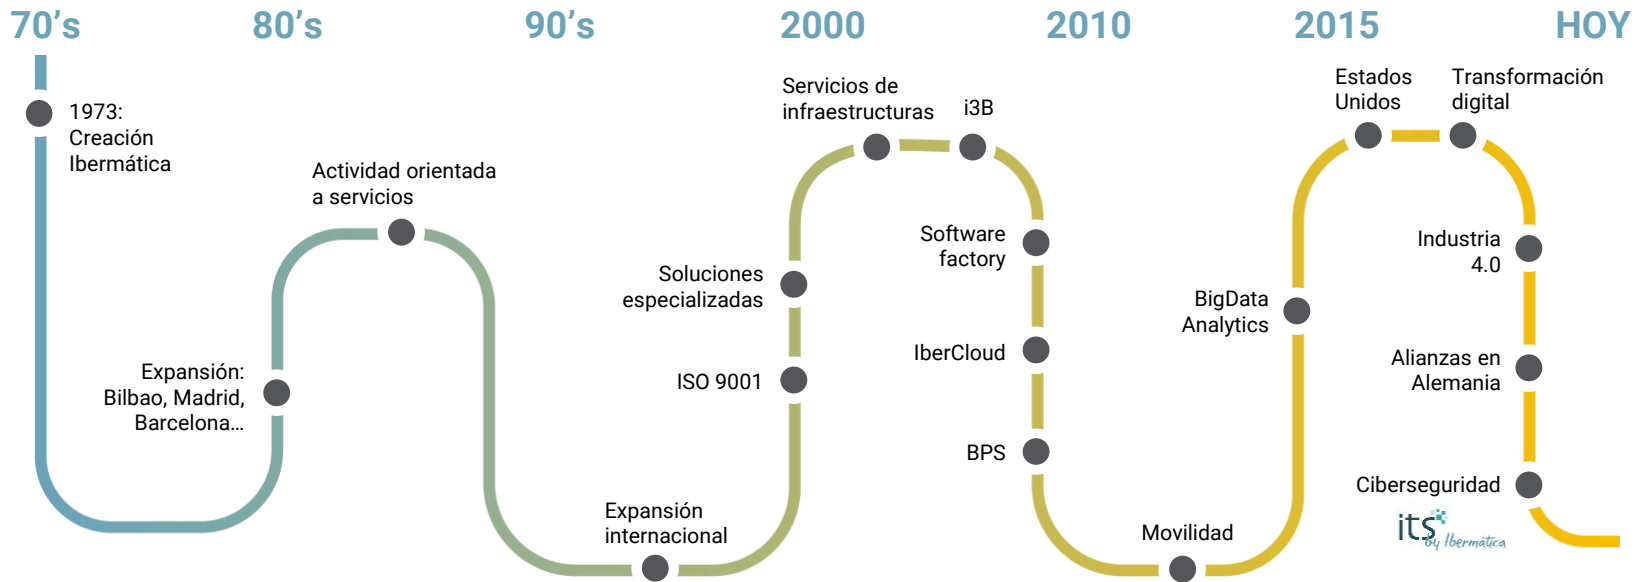 70's
80's
90's
2000
2010
2015
HOY
1973:
Creación
Ibermática
Expansión:
Bilbao, Madrid,
Barcelona...
Actividad orientada
a servicios
Expansión
internacional
ISO 9001
Soluciones
especializadas
Servicios de
infraestructuras
i3B
Software
factory
IberCloud
BPS
Movilidad
BigData
Analytics
Estados
Unidos
Transformación
digital
Industria
4.0
Alianzas en
Alemania
Ciberseguridad
its
by Ibermática